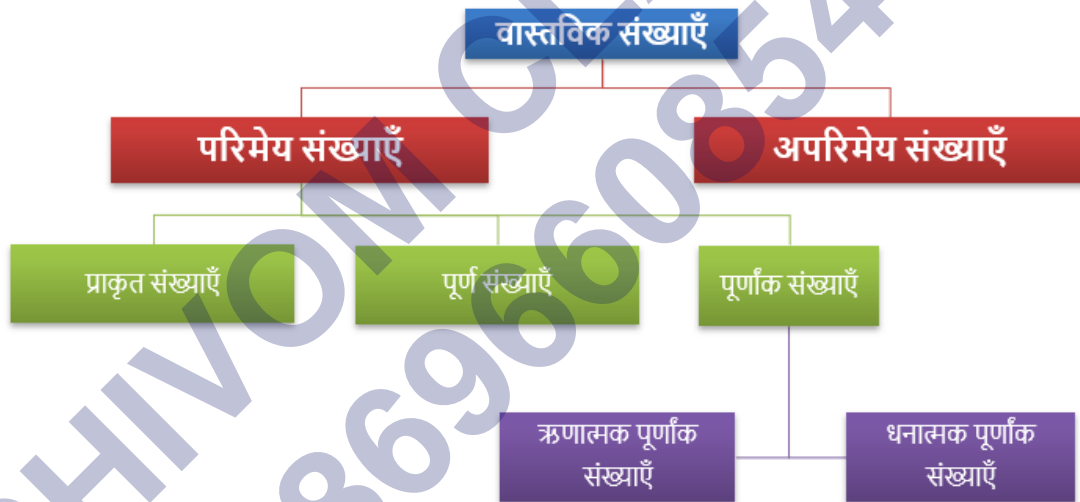 वास्तविक संख्याएँ
परिमेय संख्याएँ
अपरिमेय संख्याएँ
प्राकृत संख्याएँ
पूर्ण संख्याएँ
पूर्णांक संख्याएँ
ऋणात्मक पूर्णांक
संख्याएँ
धनात्मक पूर्णांक
संख्याएँ